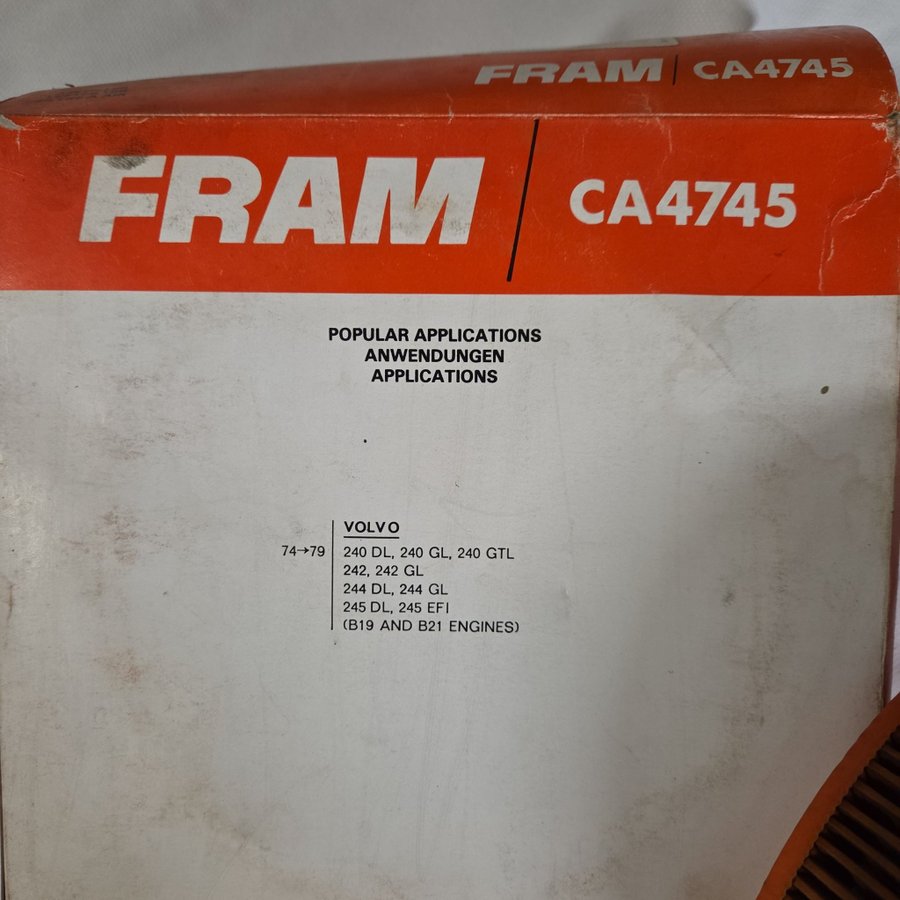 FRAM | CA4745
FRAM / CA4745
POPULAR APPLICATIONS
ANWENDUNGEN
APPLICATIONS
VOLVO
74→79 240 DL, 240 GL, 240 GTL
242, 242 GL
244 DL, 244 GL
245 DL, 245 EFI
(B19 AND B21 ENGINES)